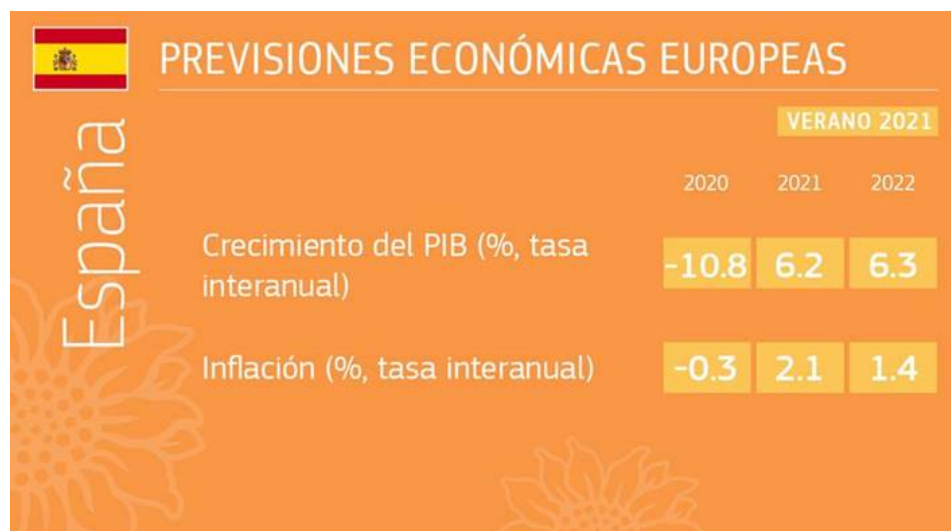 PREVISIONES ECONÓMICAS EUROPEAS
España
VERANO 2021
2020 2021 2022
Crecimiento del PIB (%, tasa
interanual)
-10.8 6.2 6.3
Inflación (%, tasa interanual)
-0.3 2.1 1.4